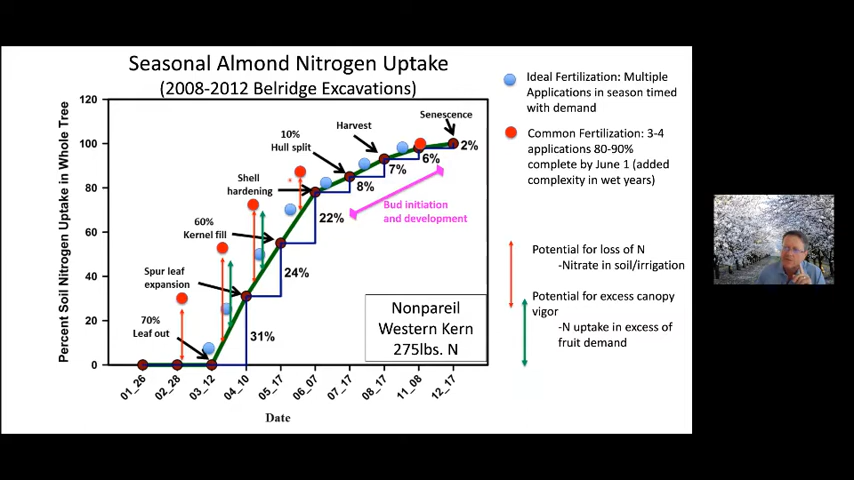 Seasonal Almond Nitrogen Uptake
(2008-2012 Belridge Excavations)
Percent Soil Nitrogen Uptake in Whole Tree
120
100
80
60
40
20
0
01_26
02_28
03_12
04_10
05_17
06_07
07_17
08_17
11_08
12_17
Date
70%
Leaf out
Spur leaf
expansion
60%
Kernel fill
Shell
hardening
10%
Hull split
Harvest
Senescence
31%
24%
22%
8%
7%
6%
2%
Bud initiation
and development
Nonpareil
Western Kern
275lbs. N
Ideal Fertilization: Multiple
Applications in season timed
with demand
Common Fertilization: 3-4
applications 80-90%
complete by June 1 (added
complexity in wet years)
Potential for loss of N
-Nitrate in soil/irrigation
Potential for excess canopy
vigor
-N uptake in excess of
fruit demand